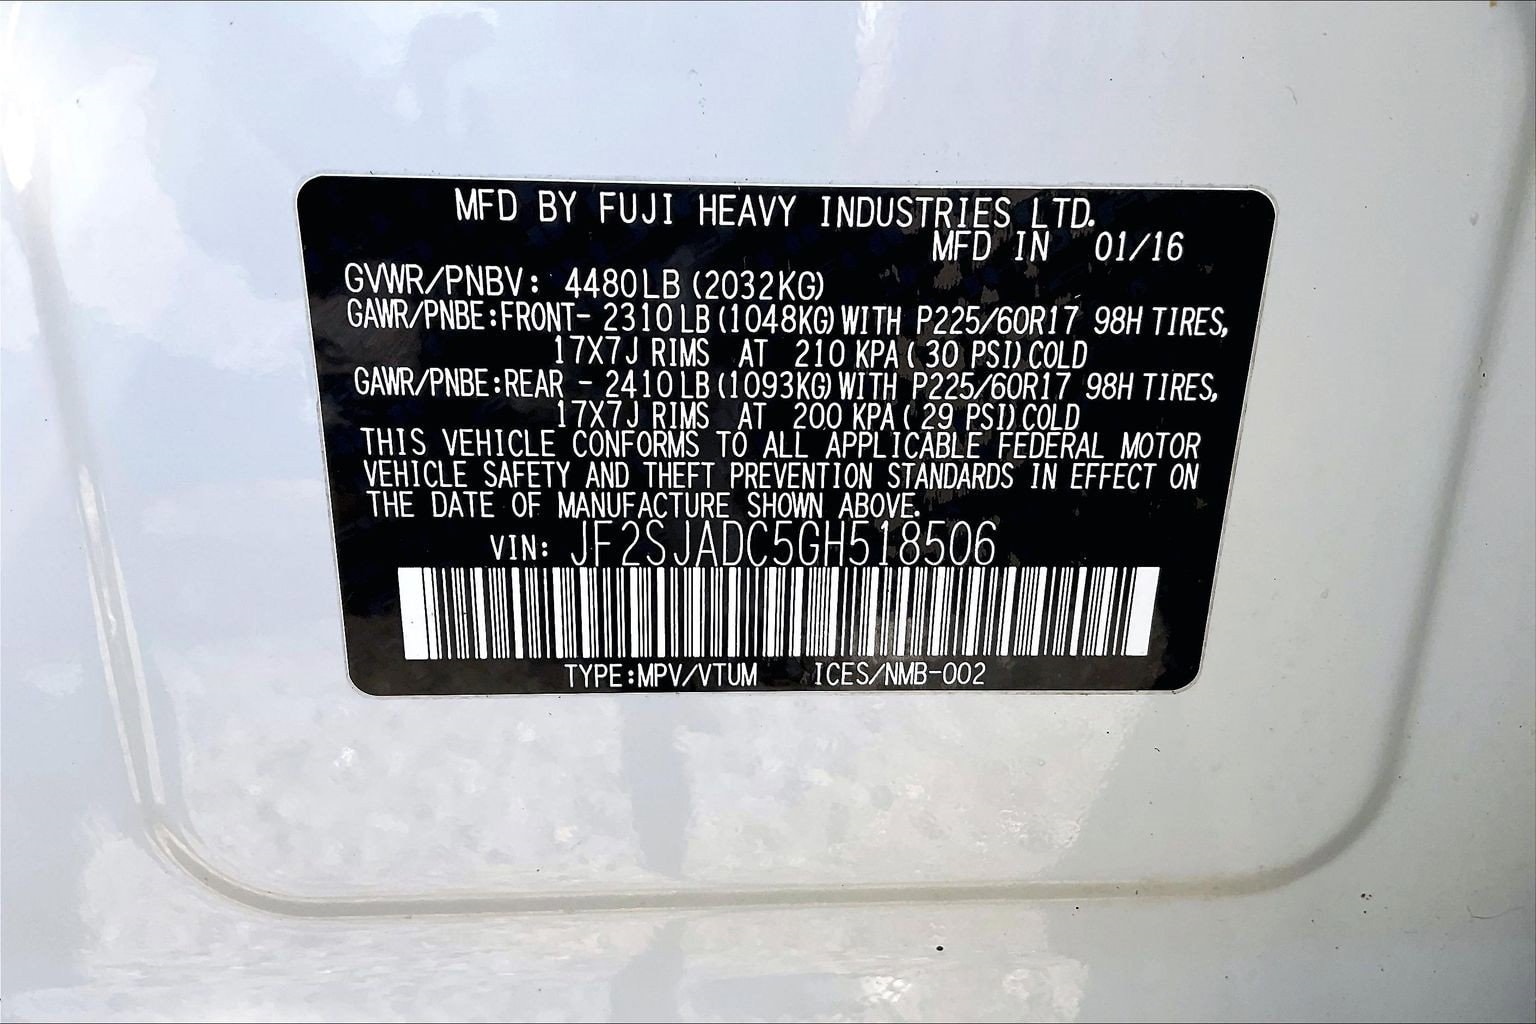 MFD BY FUJI HEAVY INDUSTRIES LTD.
MFD IN 01/16
GVWR/PNBV: 4480LB (2032KG)
GAWR/PNBE:FRONT- 2310LB (1048KG) WITH P225/60R17 98H TIRES,
17X7J RIMS AT 210 KPA ( 30 PSI) COLD
GAWR/PNBE:REAR - 2410LB (1093KG) WITH P225/60R17 98H TIRES,
17X7J RIMS AT 200 KPA ( 29 PSI) COLD
THIS VEHICLE CONFORMS TO ALL APPLICABLE FEDERAL MOTOR
VEHICLE SAFETY AND THEFT PREVENTION STANDARDS IN EFFECT ON
THE DATE OF MANUFACTURE SHOWN ABOVE.
VIN: JF2SJADC5GH518506
TYPE:MPV/VTUM ICES/NMB-002